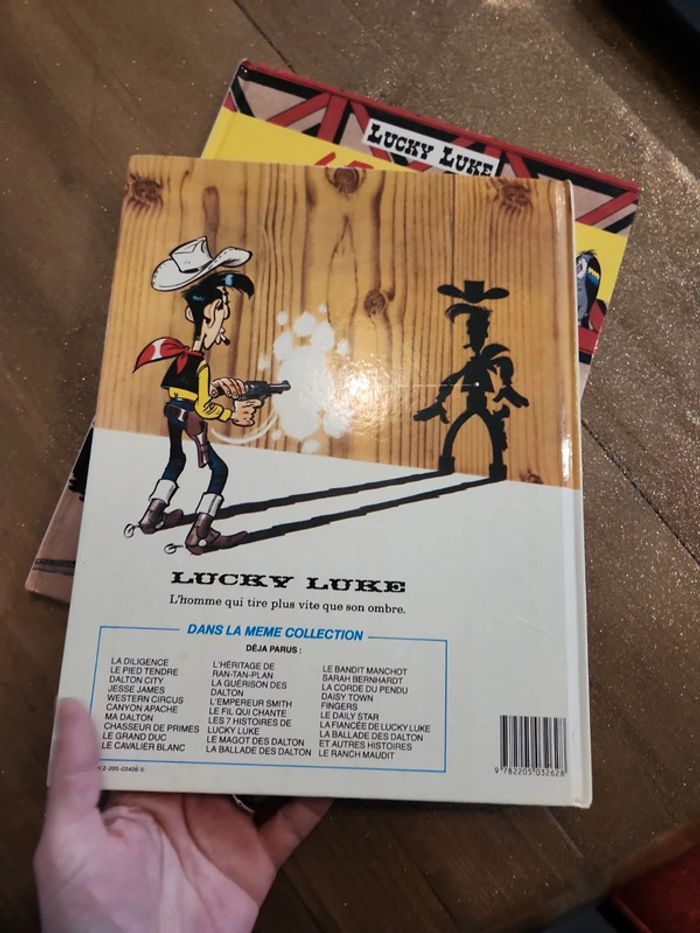 LUCKY LUKE
LUCKY LUKE
L'homme qui tire plus vite que son ombre.
DANS LA MEME COLLECTION
DÉJA PARUS :
LA DILIGENCE
LE PIED TENDRE
DALTON CITY
JESSE JAMES
WESTERN CIRCUS
CANYON APACHE
MA DALTON
CHASSEUR DE PRIMES
LE GRAND DUC
LE CAVALIER BLANC
L'HÉRITAGE DE
RAN-TAN-PLAN
LA GUÉRISON DES
DALTON
L'EMPEREUR SMITH
LE FIL QUI CHANTE
LES 7 HISTOIRES DE
LUCKY LUKE
LE MAGOT DES DALTON
LA BALLADE DES DALTON
LE BANDIT MANCHOT
SARAH BERNHARDT
LA CORDE DU PENDU
DAISY TOWN
FINGERS
LE DAILY STAR
LA FIANCÉE DE LUCKY LUKE
LA BALLADE DES DALTON
ET AUTRES HISTOIRES
LE RANCH MAUDIT
9 782205 032628